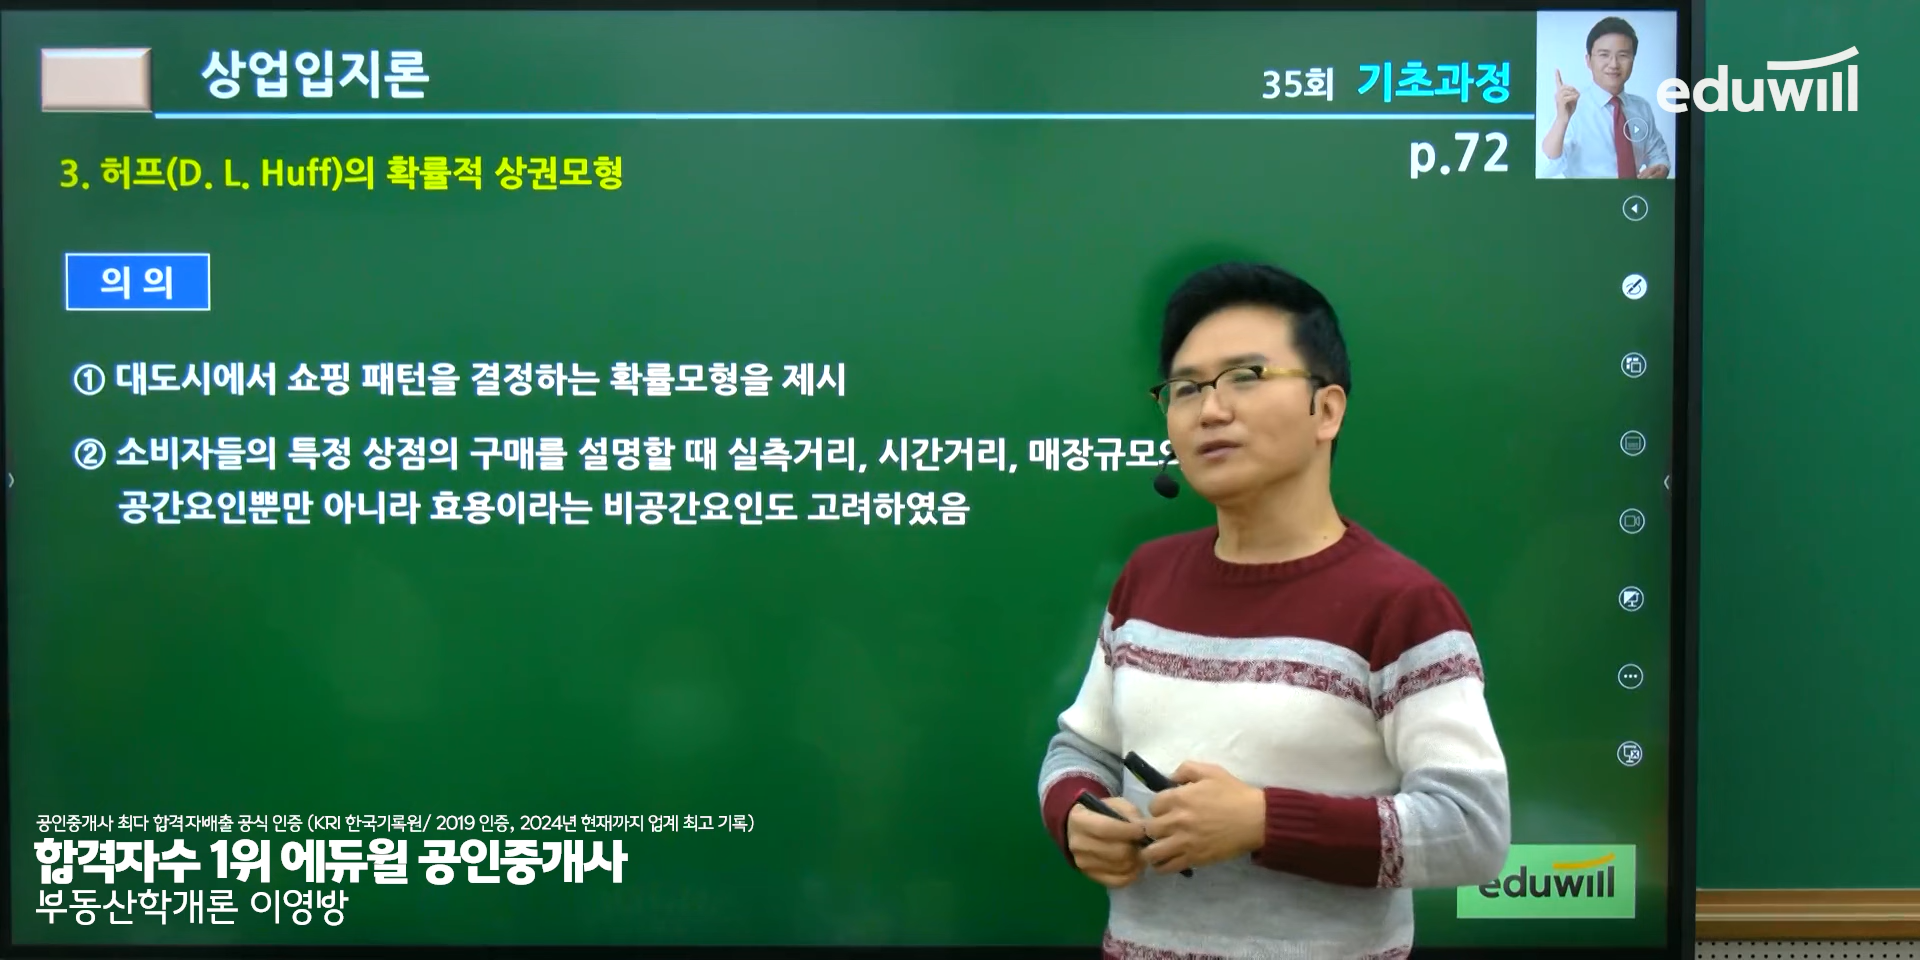 상업입지론
35회 기초과정
eduwill
p.72
3. 허프(D. L. Huff)의 확률적 상권모형
의 의
① 대도시에서 쇼핑 패턴을 결정하는 확률모형을 제시
② 소비자들의 특정 상점의 구매를 설명할 때 실측거리, 시간거리, 매장규모와
공간요인뿐만 아니라 효용이라는 비공간요인도 고려하였음
공인중개사 최다 합격자배출 공식 인증 (KRI 한국기록원/ 2019 인증, 2024년 현재까지 업계 최고 기록)
합격자수 1위 에듀윌 공인중개사
부동산학개론 이영방
eduwill